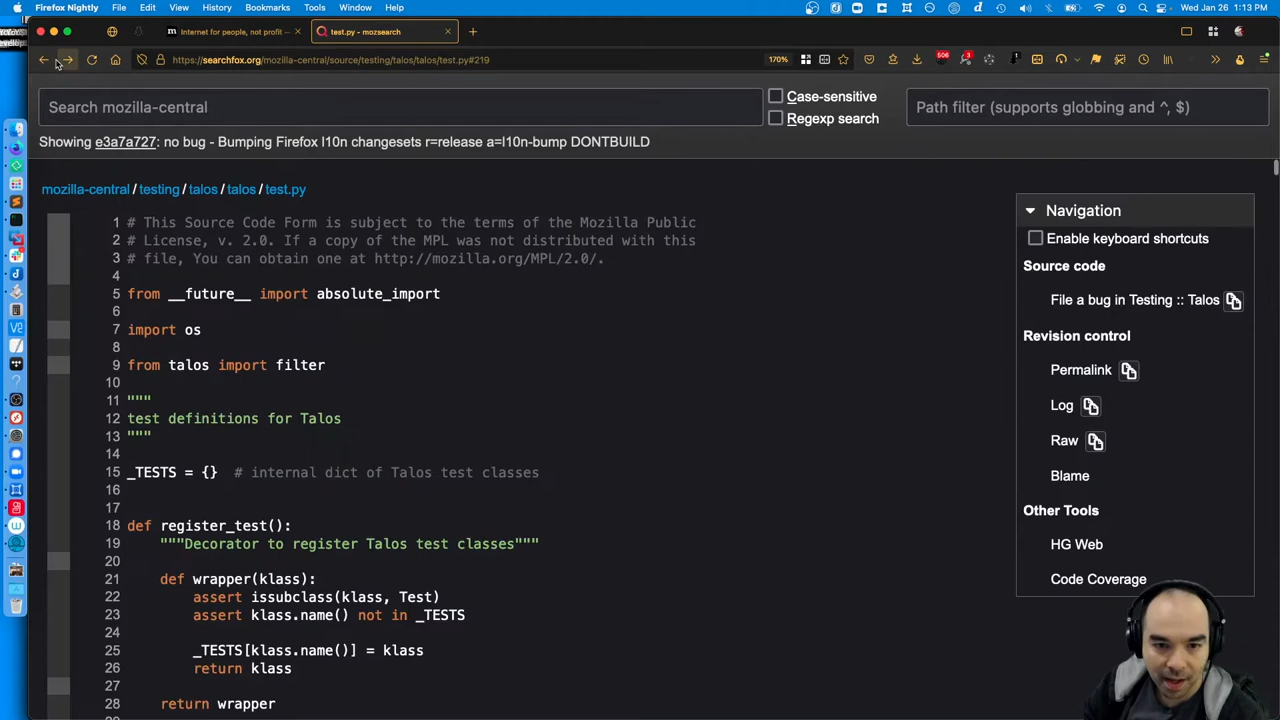 Firefox Nightly File Edit View History Bookmarks Tools Window Help Wed Jan 26 1:13 PM
Internet for people, not profit — test.py - mozsearch
https://searchfox.org/mozilla-central/source/testing/talos/talos/test.py#219 170%
Search mozilla-central
Case-sensitive
Regexp search
Path filter (supports globbing and ^, $)
Showing e3a7a727: no bug - Bumping Firefox l10n changesets r=release a=l10n-bump DONTBUILD
mozilla-central / testing / talos / talos / test.py
1 # This Source Code Form is subject to the terms of the Mozilla Public
2 # License, v. 2.0. If a copy of the MPL was not distributed with this
3 # file, You can obtain one at http://mozilla.org/MPL/2.0/.
4
5 from __future__ import absolute_import
6
7 import os
8
9 from talos import filter
10
11 """
12 test definitions for Talos
13 """
14
15 _TESTS = {}  # internal dict of Talos test classes
16
17
18 def register_test():
19 """Decorator to register Talos test classes"""
20
21 def wrapper(klass):
22 assert issubclass(klass, Test)
23 assert klass.name() not in _TESTS
24
25 _TESTS[klass.name()] = klass
26 return klass
27
28 return wrapper
Navigation
Enable keyboard shortcuts
Source code
File a bug in Testing :: Talos
Revision control
Permalink
Log
Raw
Blame
Other Tools
HG Web
Code Coverage